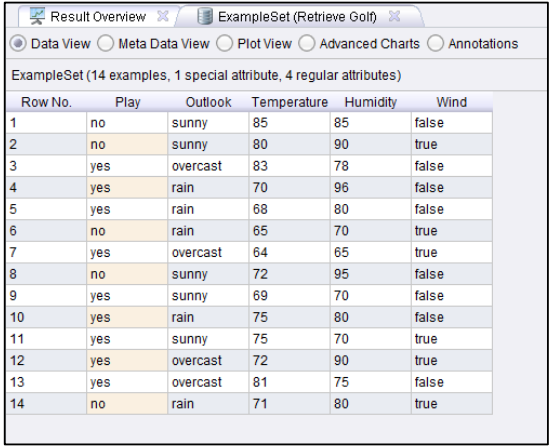 Result Overview ExampleSet (Retrieve Golf)
Data View Meta Data View Plot View Advanced Charts Annotations
ExampleSet (14 examples, 1 special attribute, 4 regular attributes)
Row No. Play Outlook Temperature Humidity Wind
1 no sunny 85 85 false
2 no sunny 80 90 true
3 yes overcast 83 78 false
4 yes rain 70 96 false
5 yes rain 68 80 false
6 no rain 65 70 true
7 yes overcast 64 65 true
8 no sunny 72 95 false
9 yes sunny 69 70 false
10 yes rain 75 80 false
11 yes sunny 75 70 true
12 yes overcast 72 90 true
13 yes overcast 81 75 false
14 no rain 71 80 true